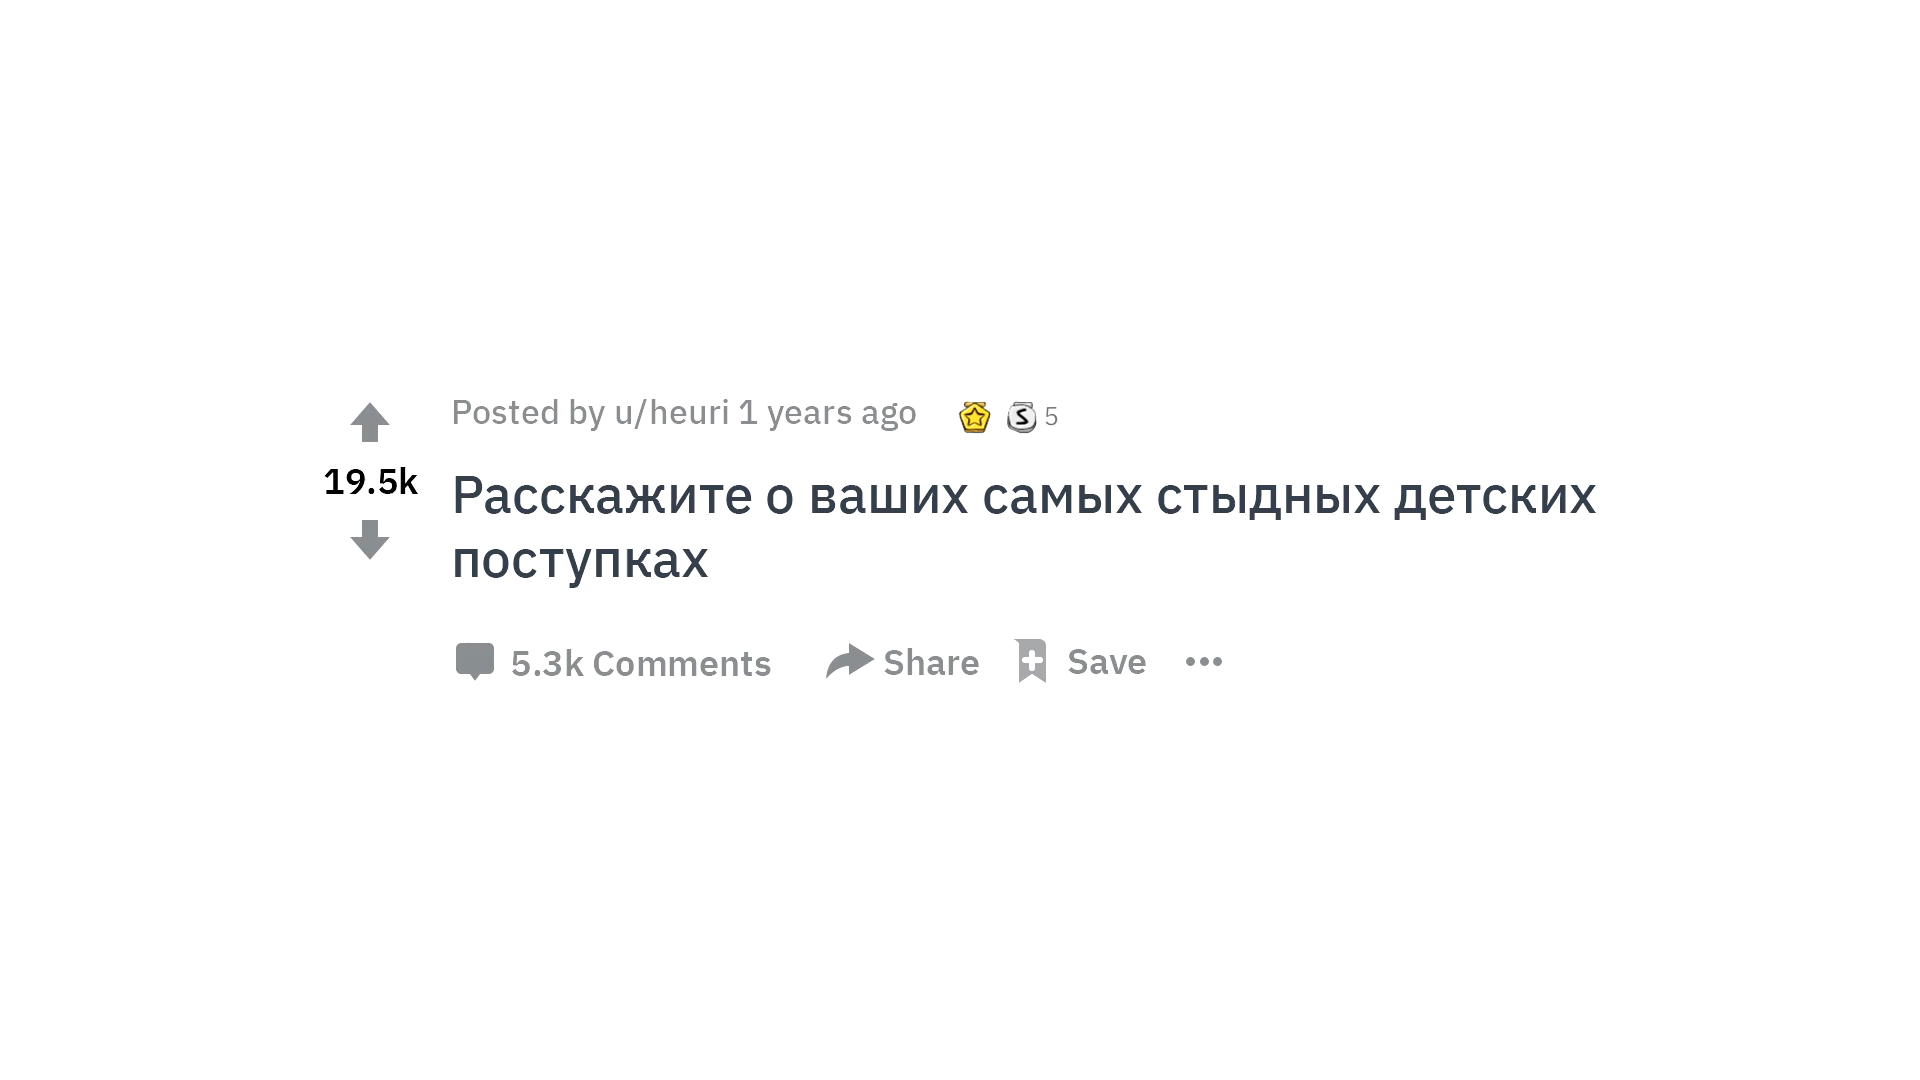 Posted by u/heuri 1 years ago S 5
19.5k
Расскажите о ваших самых стыдных детских
поступках
5.3k Comments Share Save